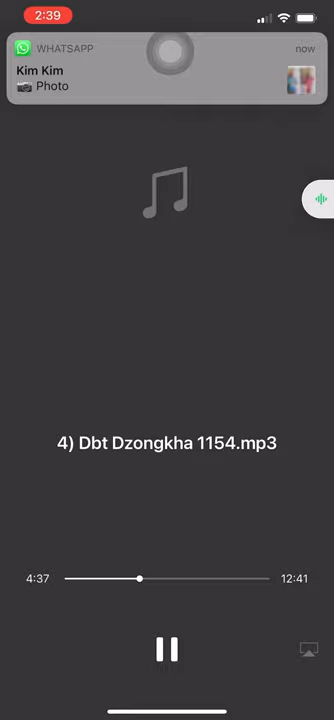 2:39
WHATSAPP
now
Kim Kim
📷 Photo
4) Dbt Dzongkha 1154.mp3
4:37
12:41